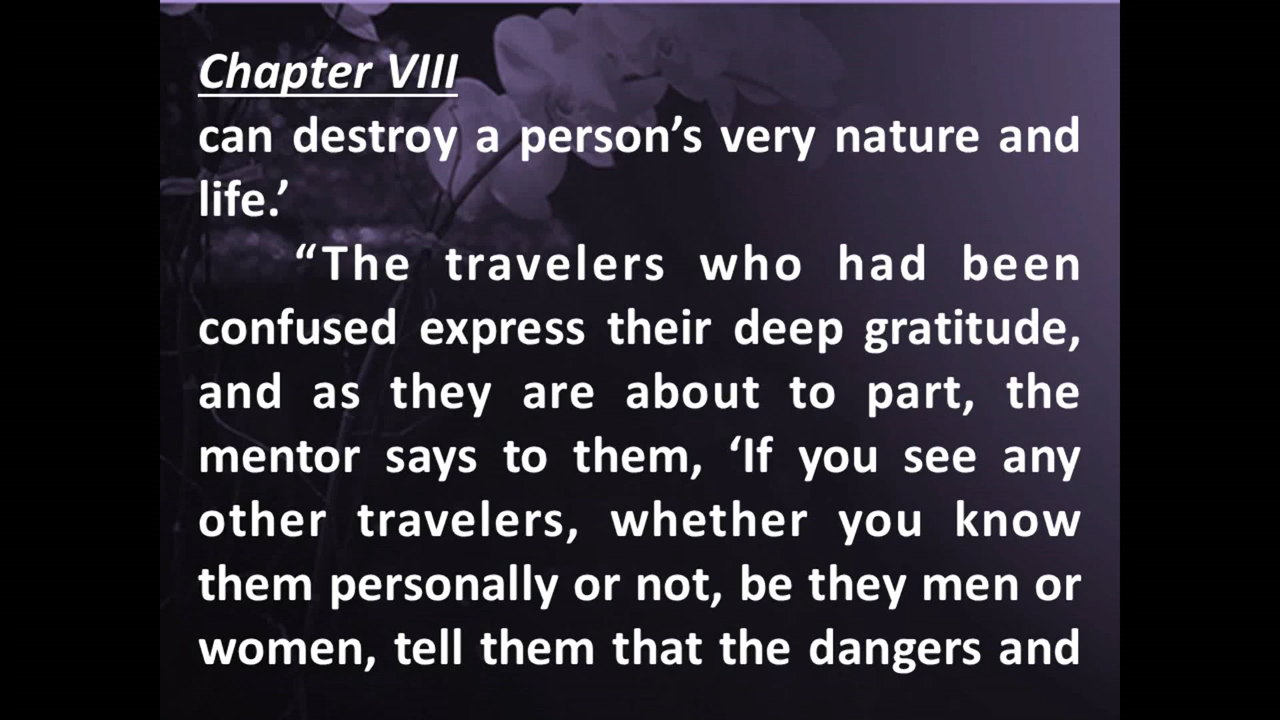 Chapter VIII
can destroy a person’s very nature and
life.’
“The travelers who had been
confused express their deep gratitude,
and as they are about to part, the
mentor says to them, ‘If you see any
other travelers, whether you know
them personally or not, be they men or
women, tell them that the dangers and